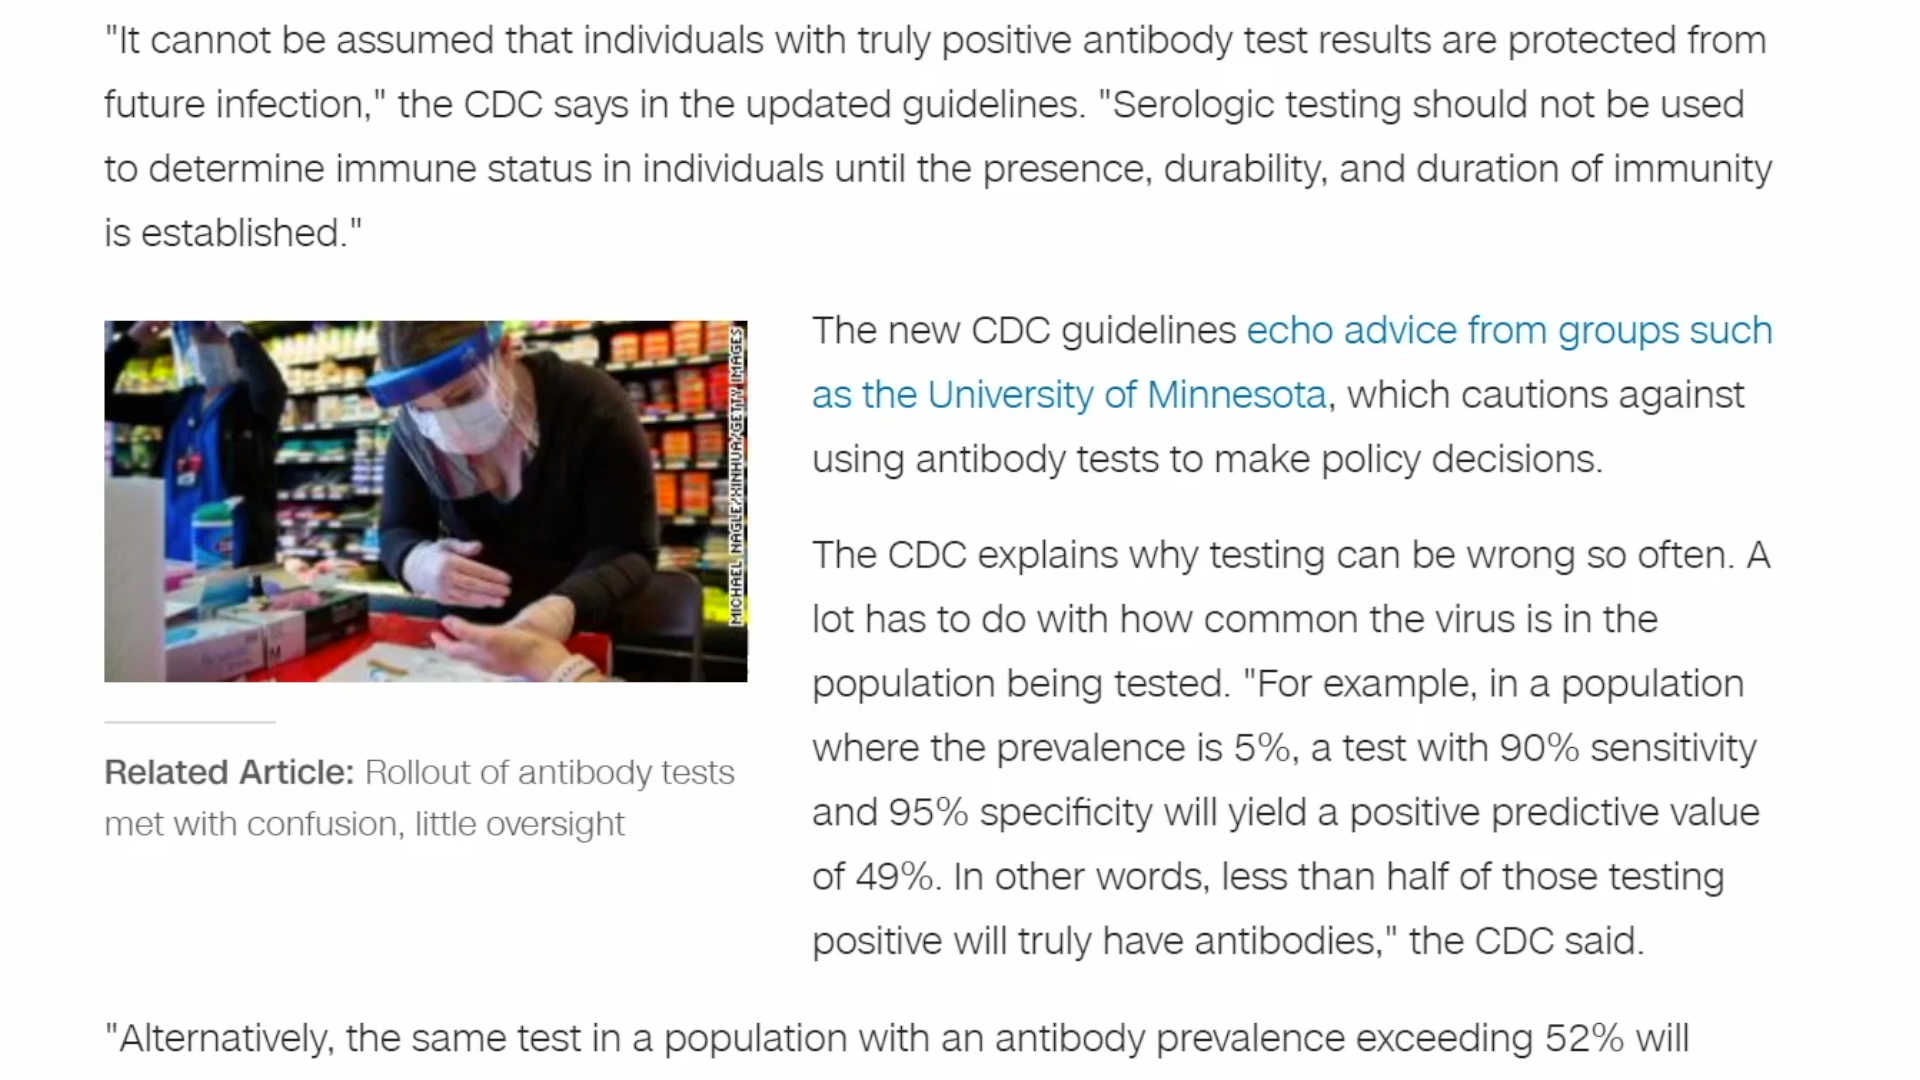 "It cannot be assumed that individuals with truly positive antibody test results are protected from
future infection," the CDC says in the updated guidelines. "Serologic testing should not be used
to determine immune status in individuals until the presence, durability, and duration of immunity
is established."
MICHAEL NAGLE/XINHUA/GETTY IMAGES
Related Article: Rollout of antibody tests
met with confusion, little oversight
The new CDC guidelines echo advice from groups such
as the University of Minnesota, which cautions against
using antibody tests to make policy decisions.
The CDC explains why testing can be wrong so often. A
lot has to do with how common the virus is in the
population being tested. "For example, in a population
where the prevalence is 5%, a test with 90% sensitivity
and 95% specificity will yield a positive predictive value
of 49%. In other words, less than half of those testing
positive will truly have antibodies," the CDC said.
"Alternatively, the same test in a population with an antibody prevalence exceeding 52% will